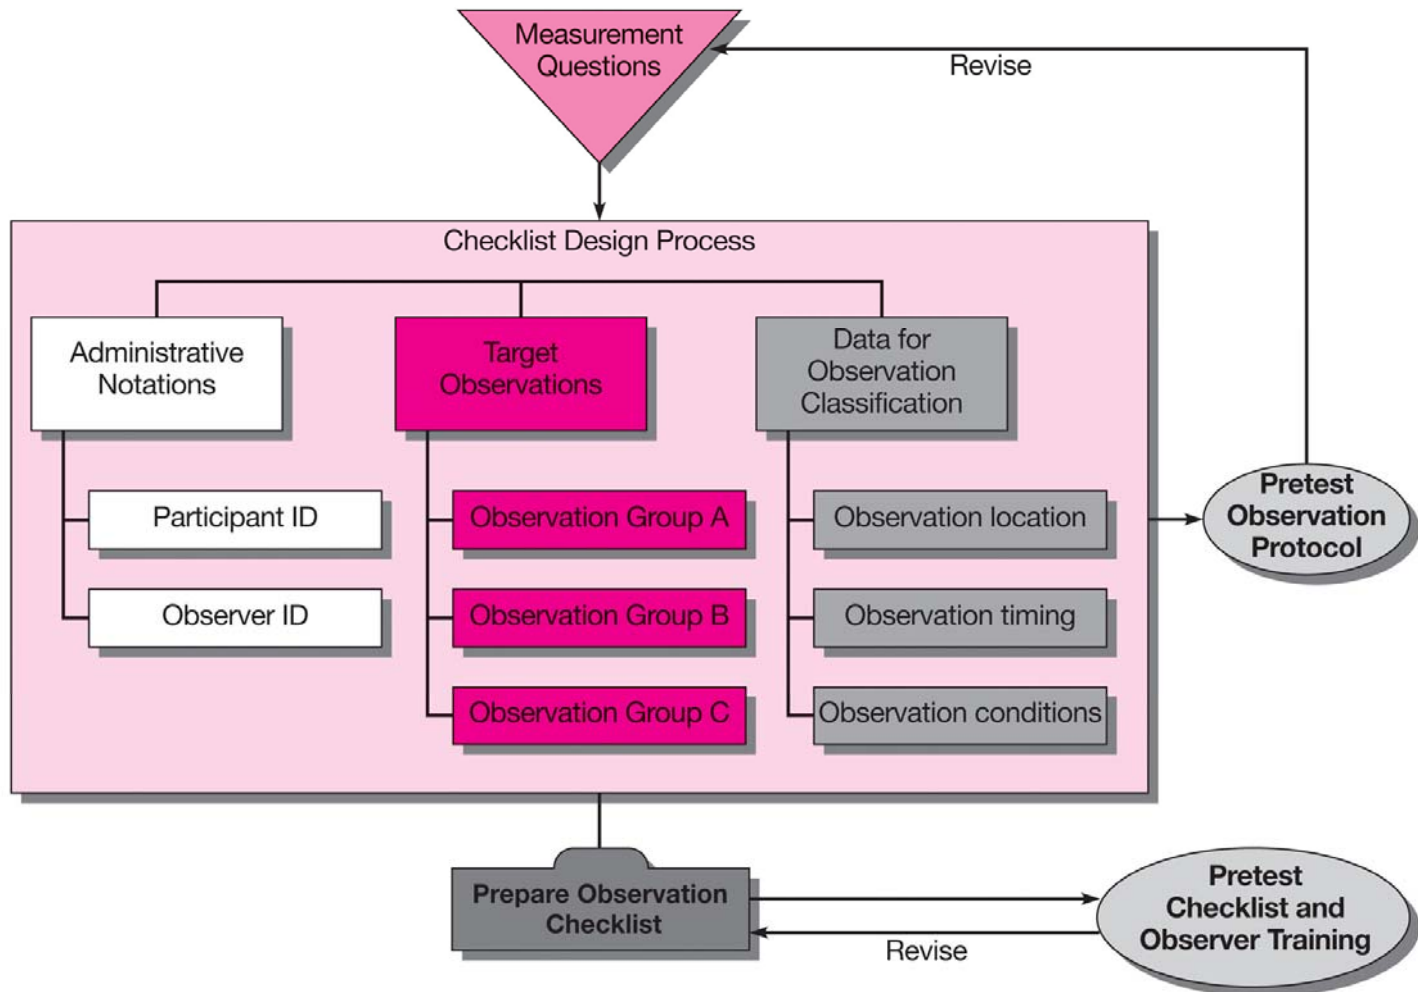 Measurement
Questions
Revise
Checklist Design Process
Administrative
Notations
Target
Observations
Data for
Observation
Classification
Participant ID
Observation Group A
Observation location
Pretest
Observation
Protocol
Observer ID
Observation Group B
Observation timing
Observation Group C
Observation conditions
Prepare Observation
Checklist
Revise
Pretest
Checklist and
Observer Training